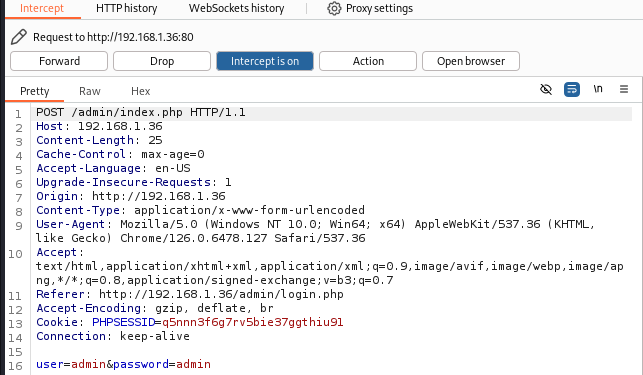 Intercept HTTP history WebSockets history Proxy settings
Request to http://192.168.1.36:80
Forward Drop Intercept is on Action Open browser
Pretty Raw Hex \n
1 POST /admin/index.php HTTP/1.1
2 Host: 192.168.1.36
3 Content-Length: 25
4 Cache-Control: max-age=0
5 Accept-Language: en-US
6 Upgrade-Insecure-Requests: 1
7 Origin: http://192.168.1.36
8 Content-Type: application/x-www-form-urlencoded
9 User-Agent: Mozilla/5.0 (Windows NT 10.0; Win64; x64) AppleWebKit/537.36 (KHTML,
like Gecko) Chrome/126.0.6478.127 Safari/537.36
10 Accept:
text/html,application/xhtml+xml,application/xml;q=0.9,image/avif,image/webp,image/ap
ng,*/*;q=0.8,application/signed-exchange;v=b3;q=0.7
11 Referer: http://192.168.1.36/admin/login.php
12 Accept-Encoding: gzip, deflate, br
13 Cookie: PHPSESSID=q5nnn3f6g7rv5bie37ggthiu91
14 Connection: keep-alive
15
16 user=admin&password=admin